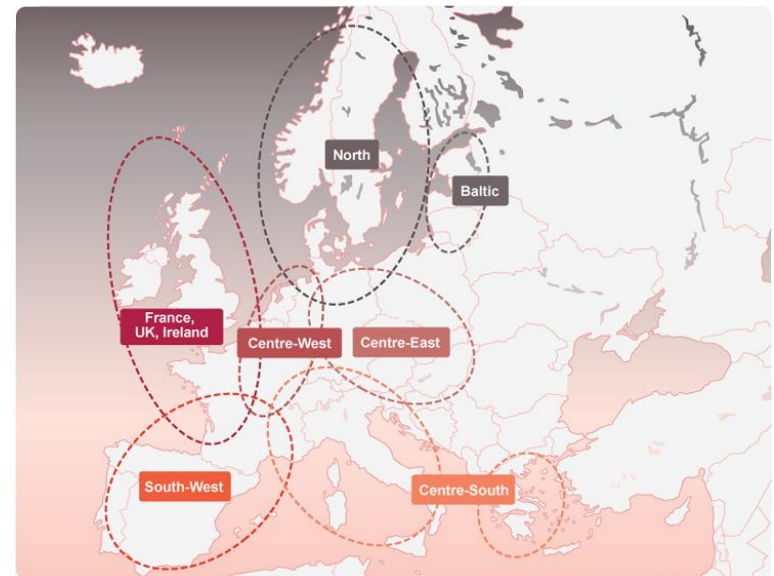 North
Baltic
France,
UK, Ireland
Centre-West
Centre-East
South-West
Centre-South